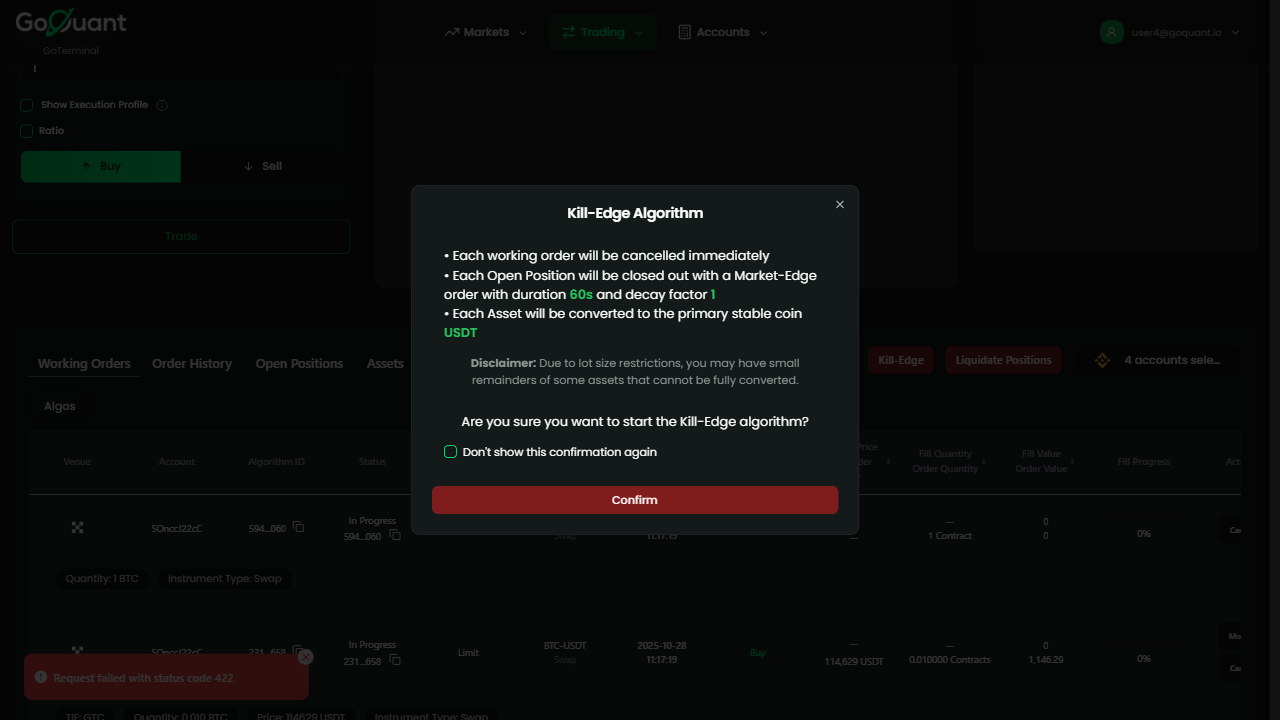 GoQuant
GoTerminal
Markets
Trading
Accounts
user4@goquant.io
1
Show Execution Profile
Ratio
Buy
Sell
Trade
Kill-Edge Algorithm
• Each working order will be cancelled immediately
• Each Open Position will be closed out with a Market-Edge
order with duration 60s and decay factor 1
• Each Asset will be converted to the primary stable coin
USDT
Disclaimer: Due to lot size restrictions, you may have small
remainders of some assets that cannot be fully converted.
Are you sure you want to start the Kill-Edge algorithm?
Don't show this confirmation again
Confirm
Working Orders
Order History
Open Positions
Assets
Kill-Edge
Liquidate Positions
4 accounts sele...
Algos
Venue
Account
Algorithm ID
Status
Price
Fill Quantity
Order Quantity
Fill Value
Order Value
Fill Progress
SOnccJ22cC
594...060
In Progress
594...060
Swap
11:17:19
---
---
1 Contract
0
0
0%
Quantity: 1 BTC
Instrument Type: Swap
SOnccJ22cC
231...658
In Progress
231...658
Limit
BTC-USDT
Swap
2025-10-28
11:17:19
Buy
---
114,629 USDT
---
0.010000 Contracts
0
1,146.29
0%
Request failed with status code 422
TIF: GTC
Quantity: 0.010 BTC
Price: 114629 USDT
Instrument Type: Swap